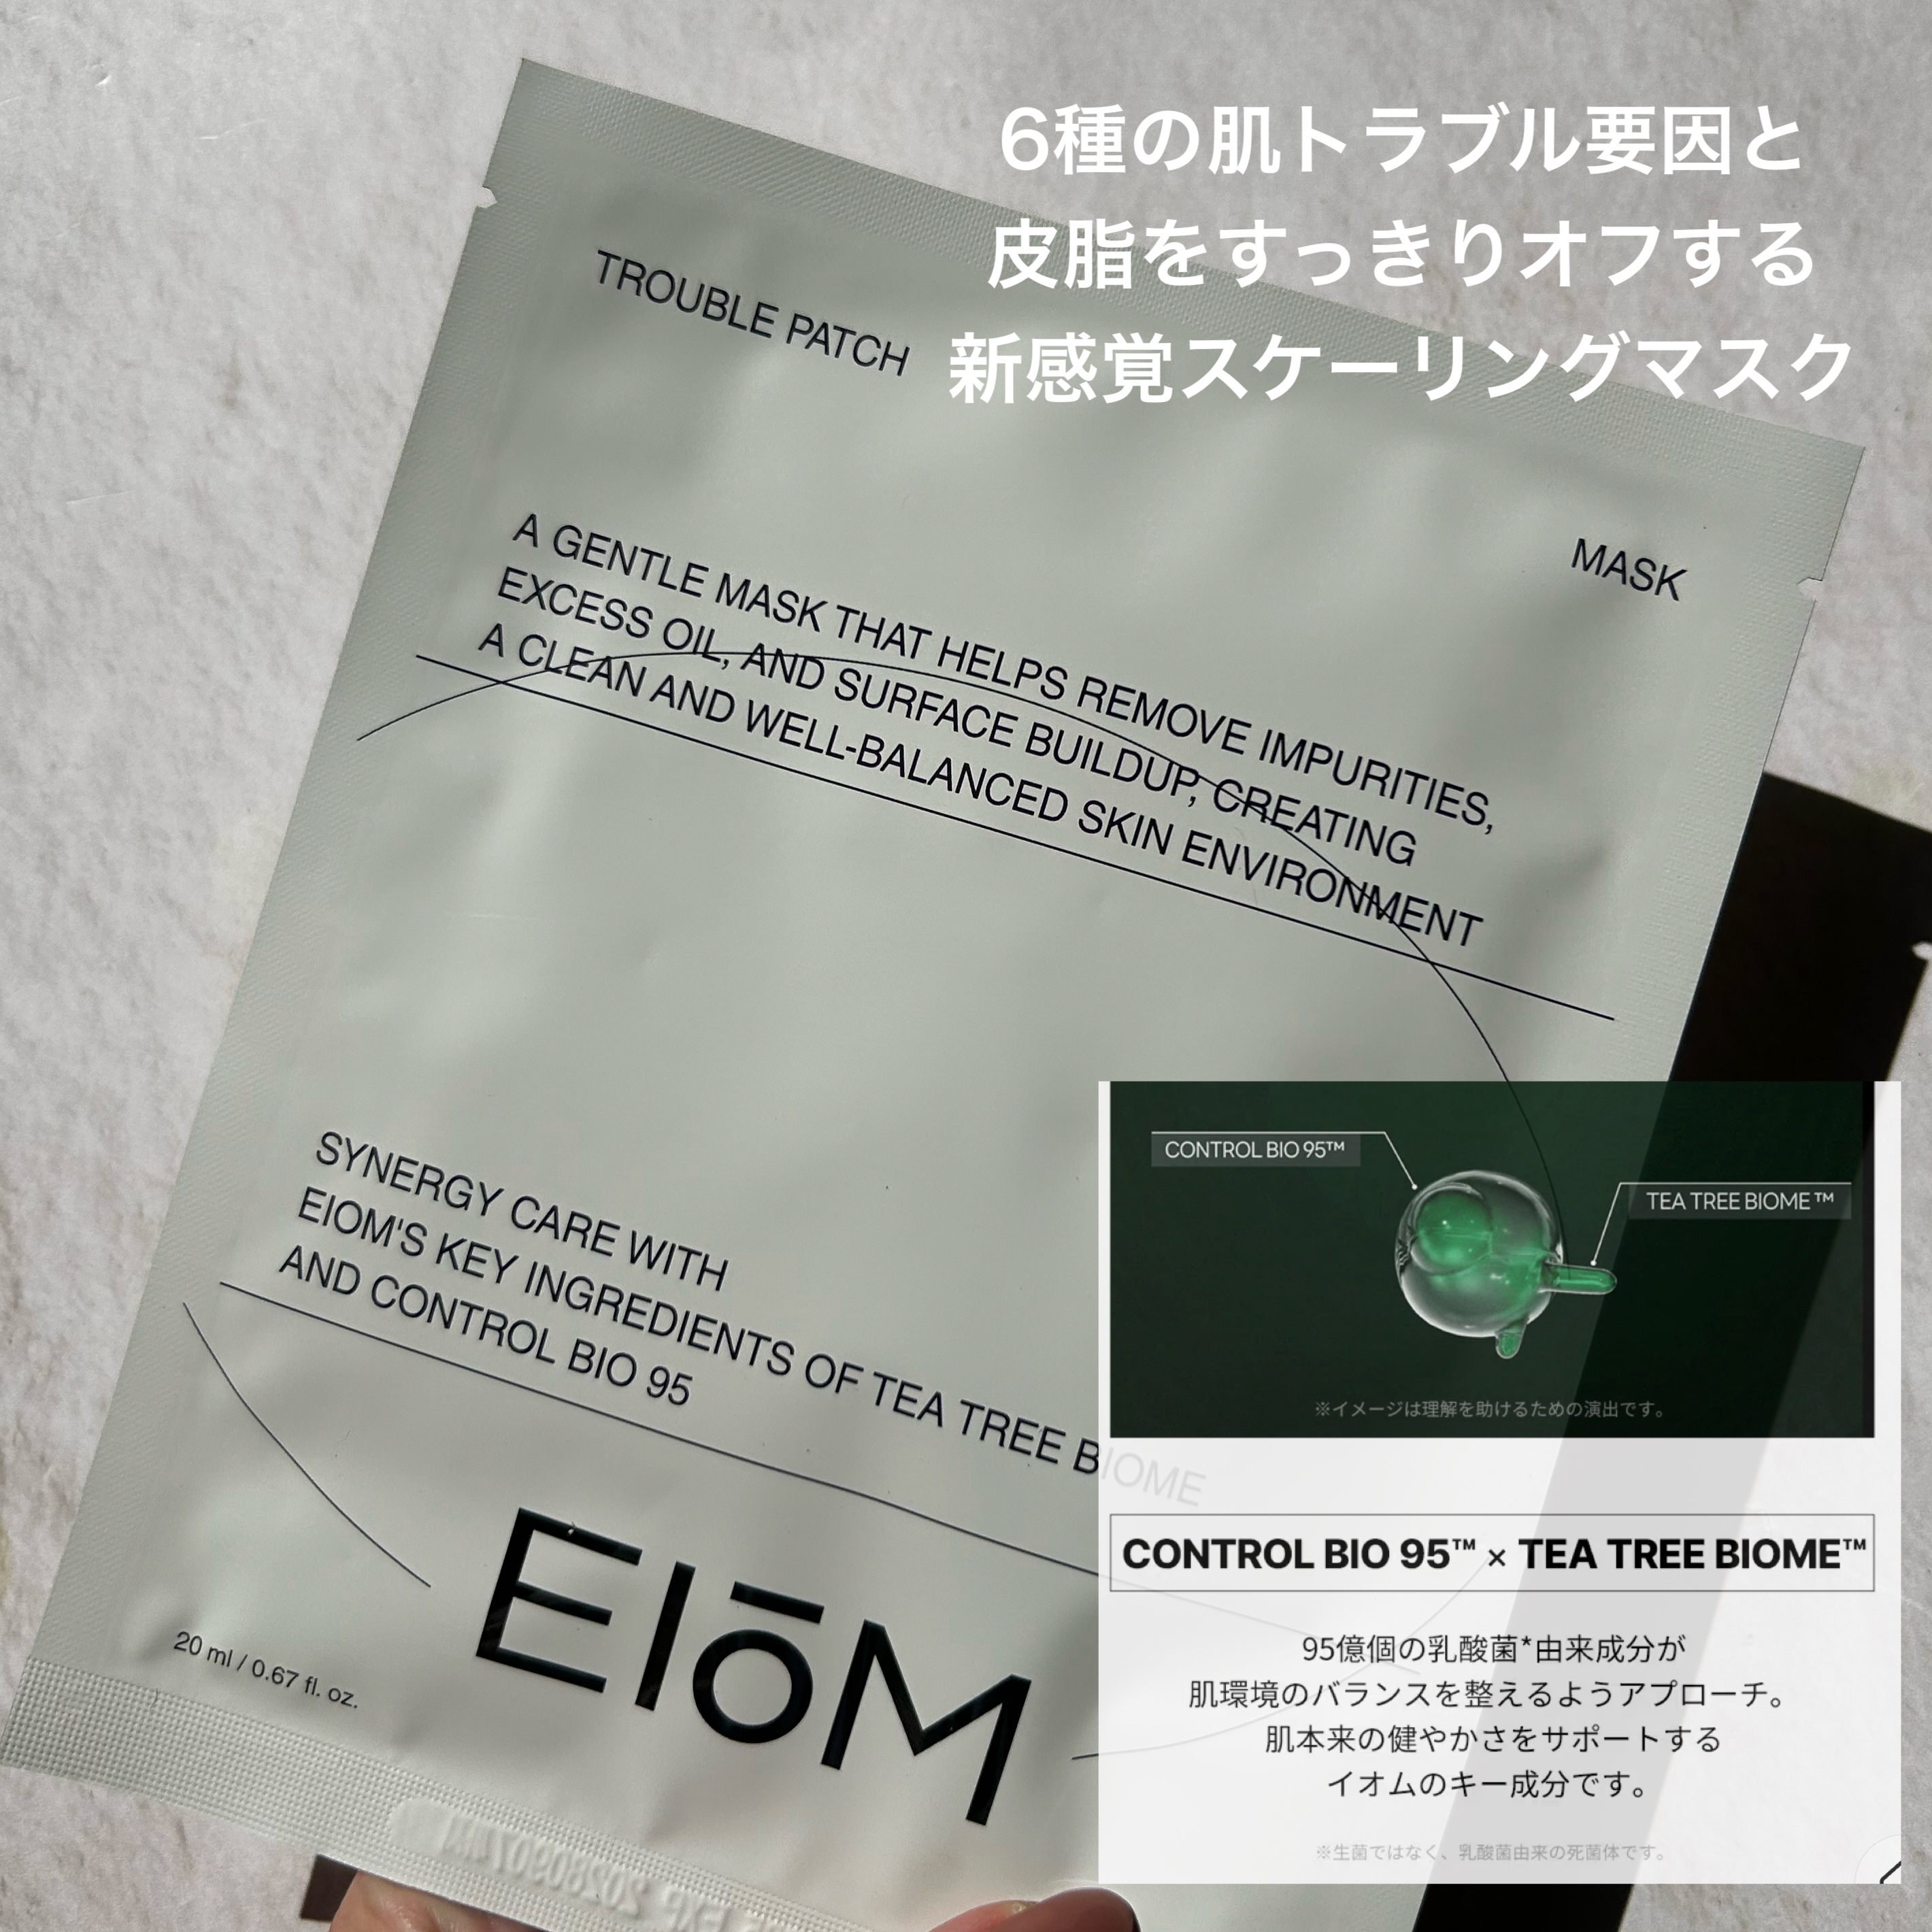 6種の肌トラブル要因と
皮脂をすっきりオフする
新感覚スケーリングマスク
TROUBLE PATCH
MASK
A GENTLE MASK THAT HELPS REMOVE IMPURITIES,
EXCESS OIL, AND SURFACE BUILDUP, CREATING
A CLEAN AND WELL-BALANCED SKIN ENVIRONMENT
SYNERGY CARE WITH
EIOM'S KEY INGREDIENTS OF TEA TREE BIOME
AND CONTROL BIO 95
EIōM
20 ml / 0.67 fl. oz.
CONTROL BIO 95™
TEA TREE BIOME™
※イメージは理解を助けるための演出です。
CONTROL BIO 95™ × TEA TREE BIOME™
95億個の乳酸菌*由来成分が
肌環境のバランスを整えるようアプローチ。
肌本来の健やかさをサポートする
イオムのキー成分です。
※生菌ではなく、乳酸菌由来の死菌体です。